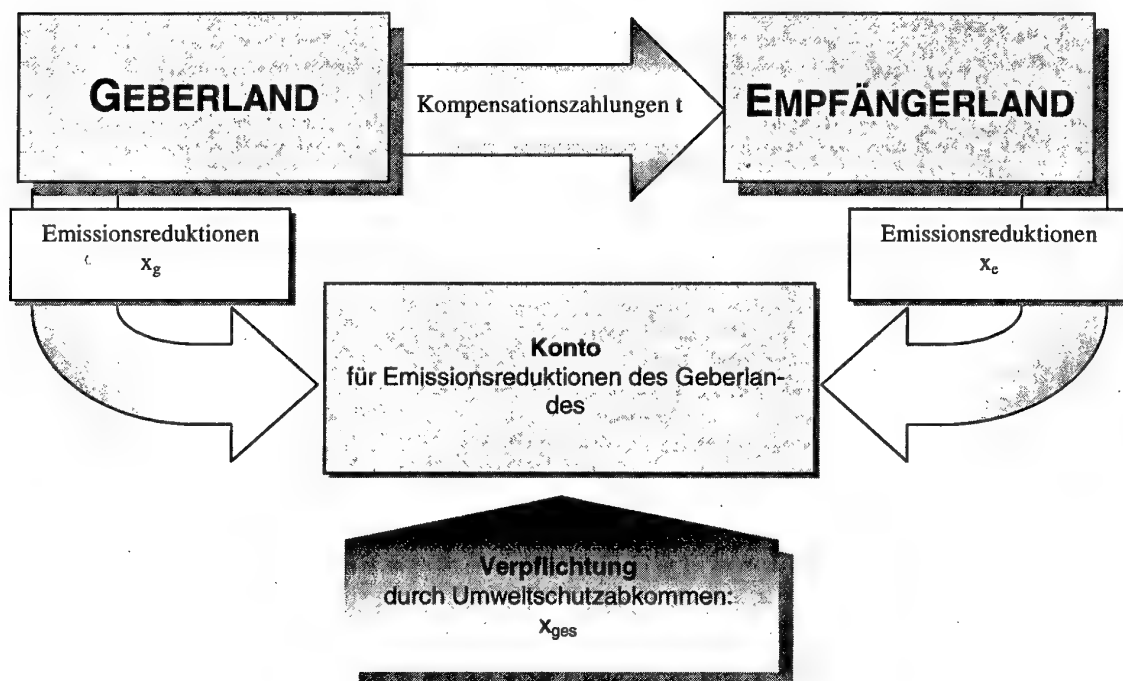 GEBERLAND
Kompensationszahlungen t
EMPFÄNGERLAND
Emissionsreduktionen
x_g
Emissionsreduktionen
x_e
Konto
für Emissionsreduktionen des Geberlan-
des
Verpflichtung
durch Umweltschutzabkommen:
x_ges